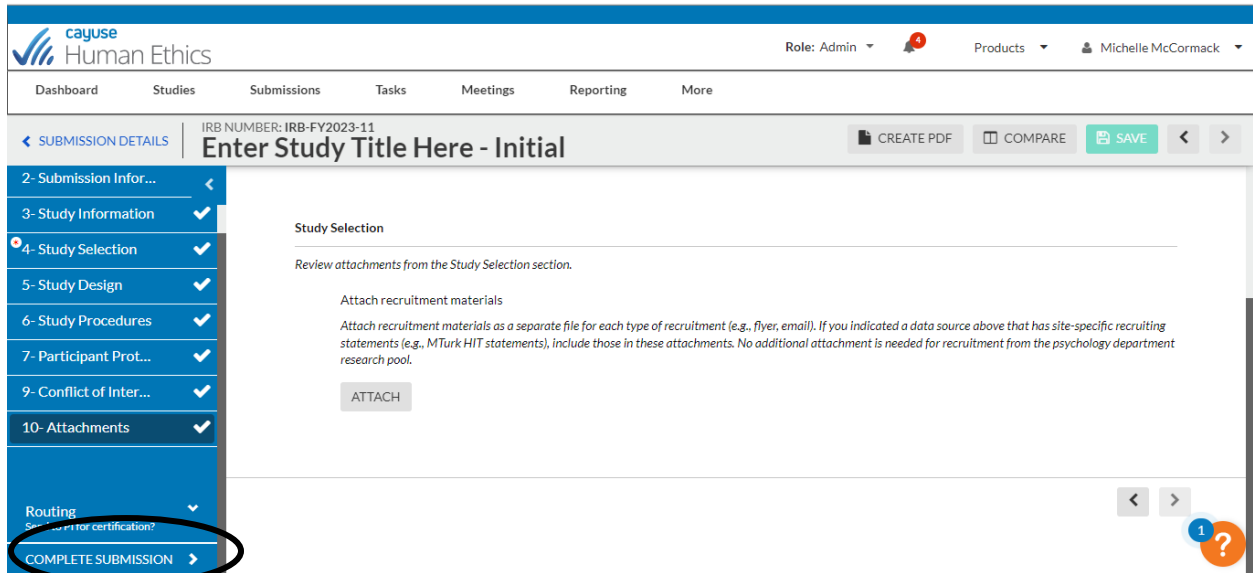 cayuse
Human Ethics
Role: Admin
4
Products
Michelle McCormack
Dashboard
Studies
Submissions
Tasks
Meetings
Reporting
More
SUBMISSION DETAILS
IRB NUMBER: IRB-FY2023-11
Enter Study Title Here - Initial
CREATE PDF
COMPARE
SAVE
2- Submission Infor...
3- Study Information
4- Study Selection
5- Study Design
6- Study Procedures
7- Participant Prot...
9- Conflict of Inter...
10- Attachments
Routing
Send to PI for certification?
COMPLETE SUBMISSION
Study Selection
Review attachments from the Study Selection section.
Attach recruitment materials
Attach recruitment materials as a separate file for each type of recruitment (e.g., flyer, email). If you indicated a data source above that has site-specific recruiting
statements (e.g., MTurk HIT statements), include those in these attachments. No additional attachment is needed for recruitment from the psychology department
research pool.
ATTACH
1
?